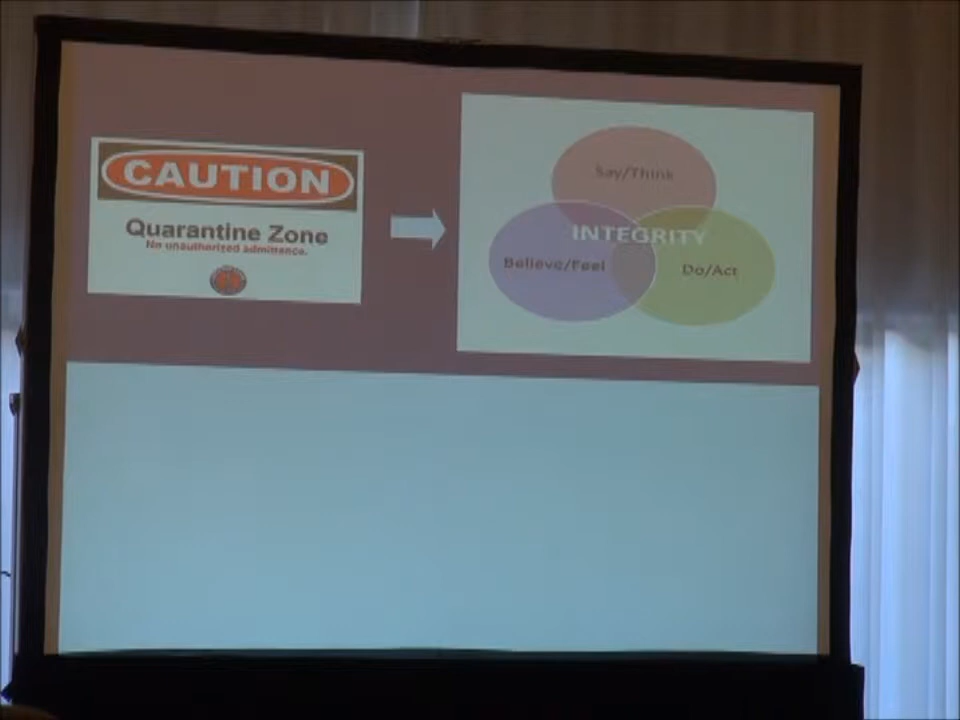 CAUTION
Quarantine Zone
No unauthorized admittance.
Say/Think
INTEGRITY
Believe/Feel
Do/Act